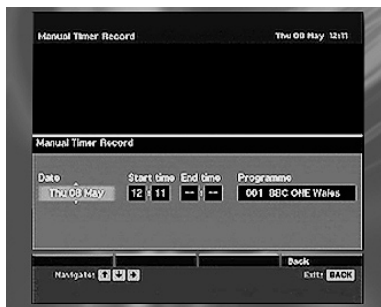 Manual Timer Record Thu 08 May 12:11
Manual Timer Record
Date Start time End time Programme
Thu 08 May 12 : 11 -- : -- 001 BBC ONE Wales
Back
Navigate: Exit: BACK